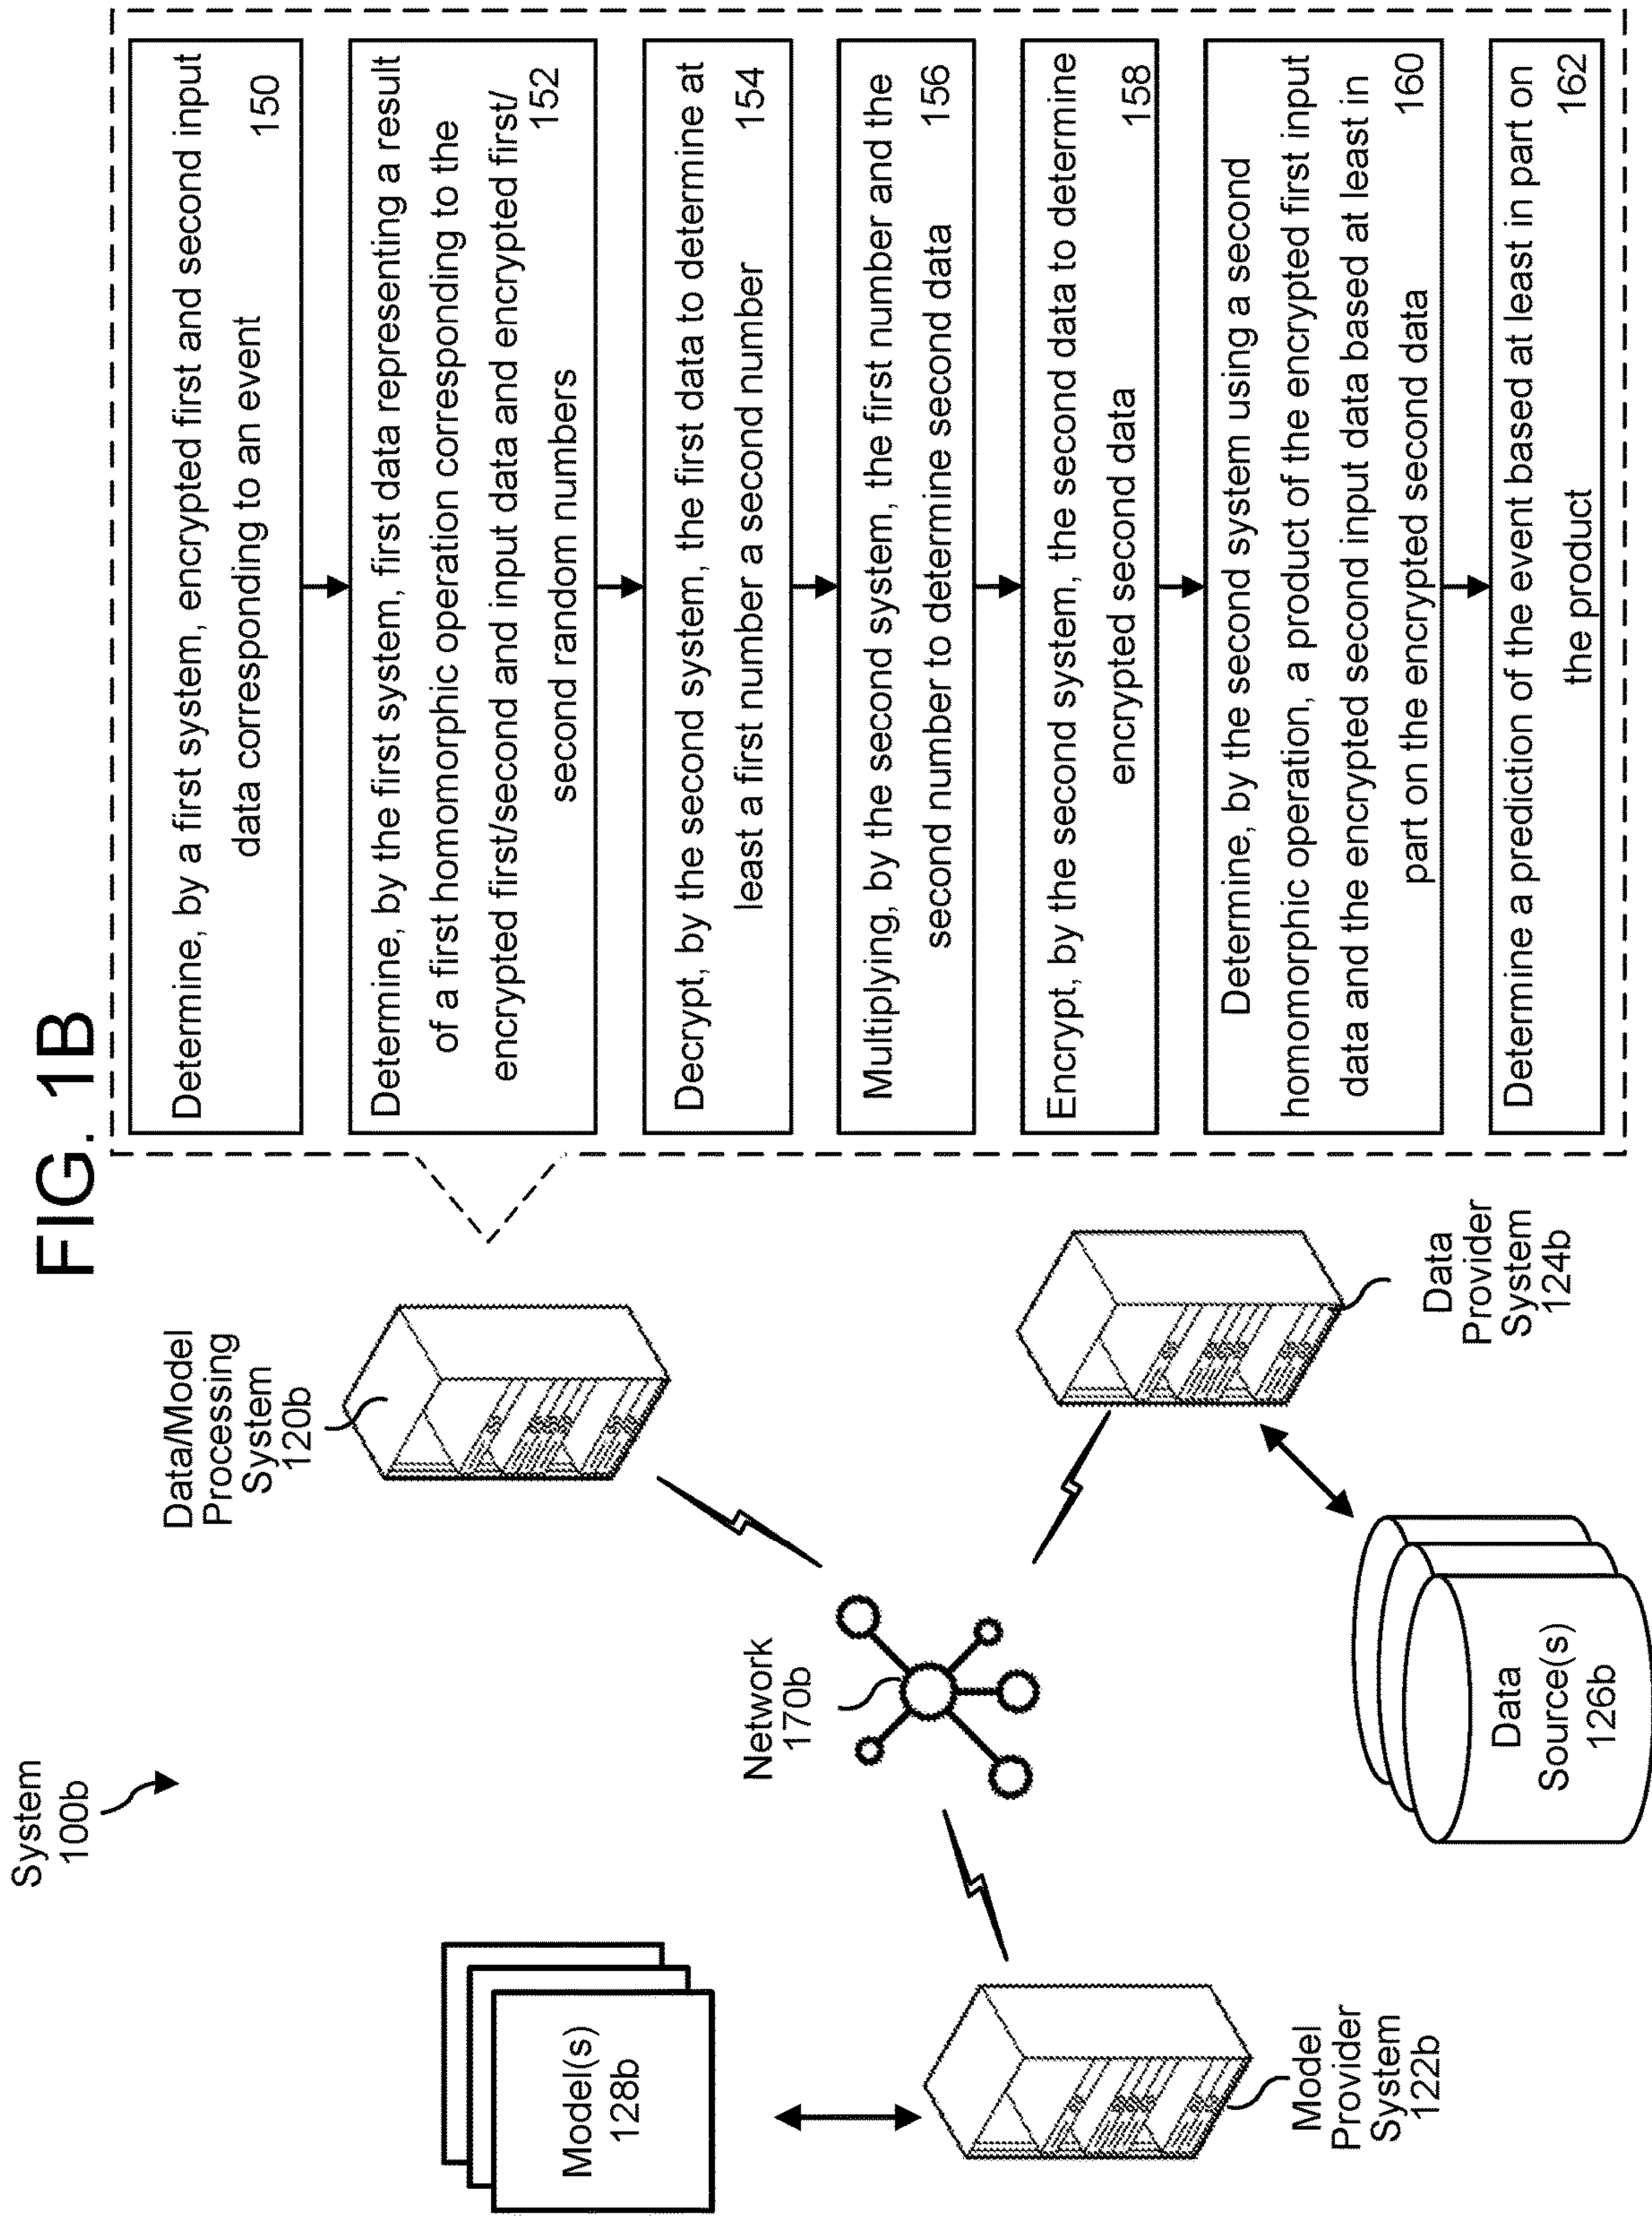 FIG. 1B
System
100b
Data/Model
Processing
System
120b
Determine, by a first system, encrypted first and second input
data corresponding to an event
150
Determine, by the first system, first data representing a result
of a first homomorphic operation corresponding to the
encrypted first/second and input data and encrypted first/
second random numbers
152
Decrypt, by the second system, the first data to determine at
least a first number a second number
154
Multiplying, by the second system, the first number and the
second number to determine second data
156
Encrypt, by the second system, the second data to determine
encrypted second data
158
Determine, by the second system using a second
homomorphic operation, a product of the encrypted first input
data and the encrypted second input data based at least in
part on the encrypted second data
160
Determine a prediction of the event based at least in part on
the product
162
Model(s)
128b
Network
170b
Model
Provider
System
122b
Data
Provider
System
124b
Data
Source(s)
126b